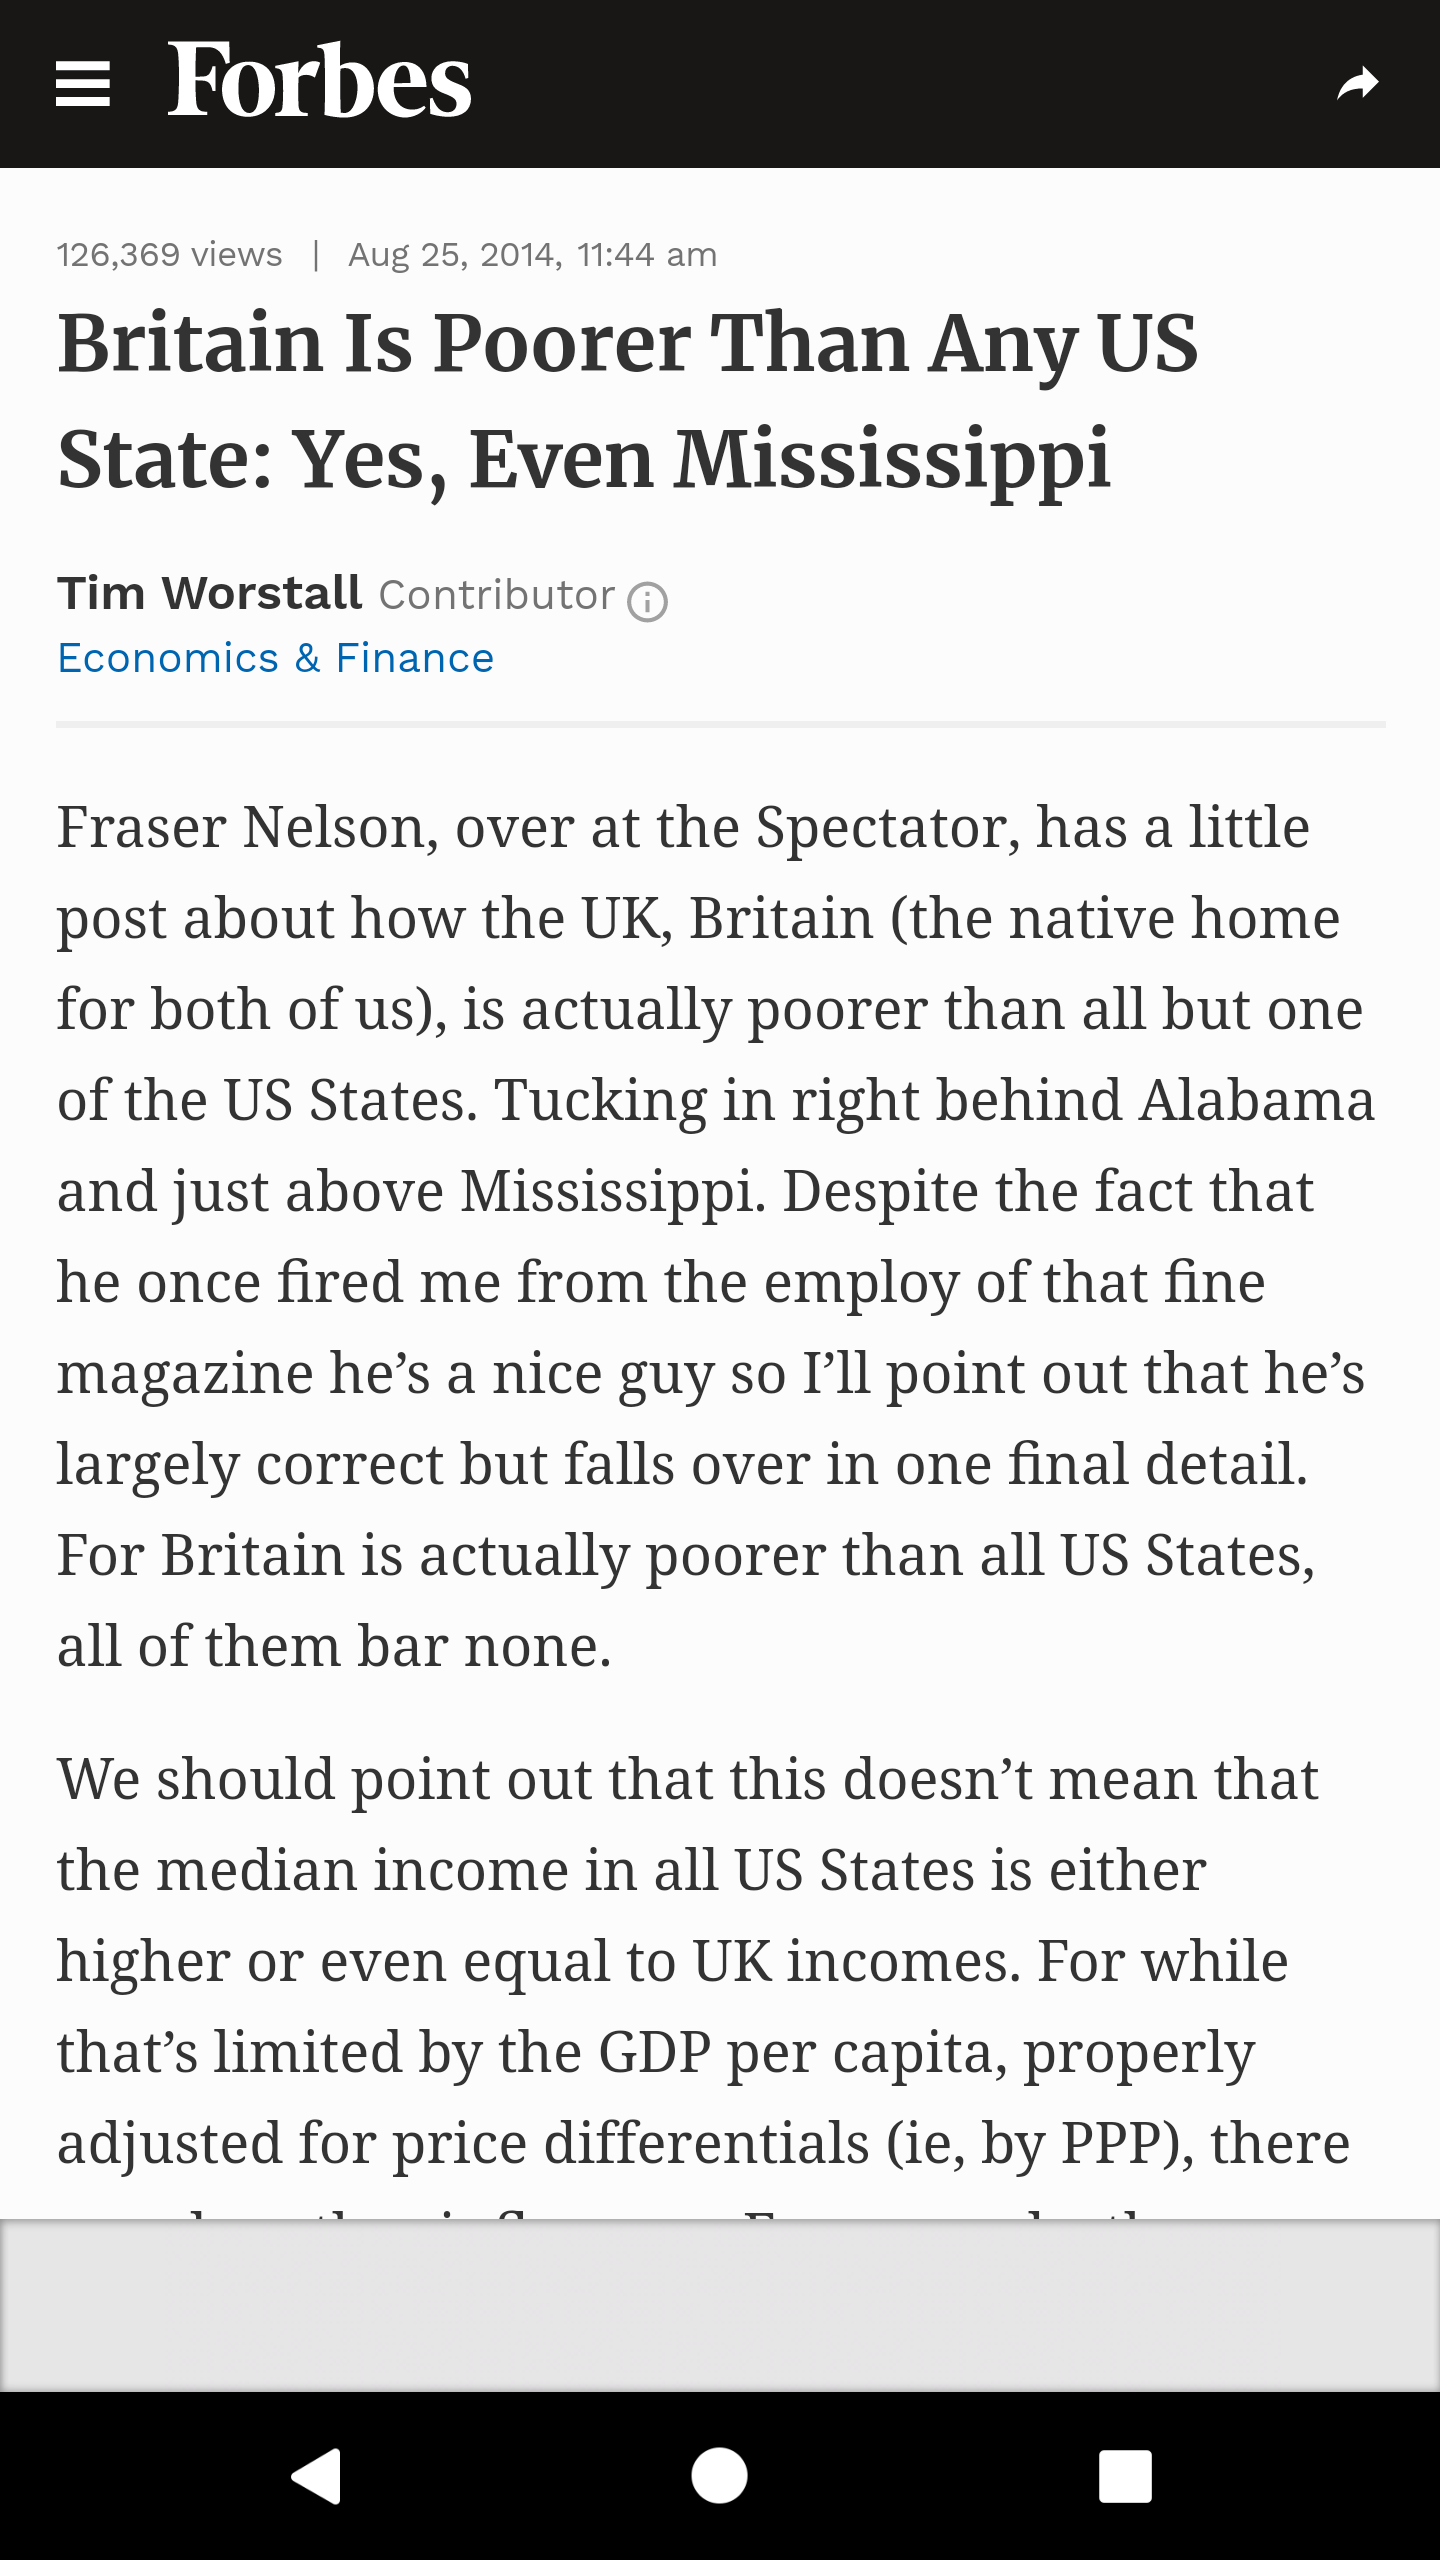 Forbes
126,369 views | Aug 25, 2014, 11:44 am
Britain Is Poorer Than Any US
State: Yes, Even Mississippi
Tim Worstall Contributor
Economics & Finance
Fraser Nelson, over at the Spectator, has a little
post about how the UK, Britain (the native home
for both of us), is actually poorer than all but one
of the US States. Tucking in right behind Alabama
and just above Mississippi. Despite the fact that
he once fired me from the employ of that fine
magazine he’s a nice guy so I’ll point out that he’s
largely correct but falls over in one final detail.
For Britain is actually poorer than all US States,
all of them bar none.
We should point out that this doesn’t mean that
the median income in all US States is either
higher or even equal to UK incomes. For while
that’s limited by the GDP per capita, properly
adjusted for price differentials (ie, by PPP), there